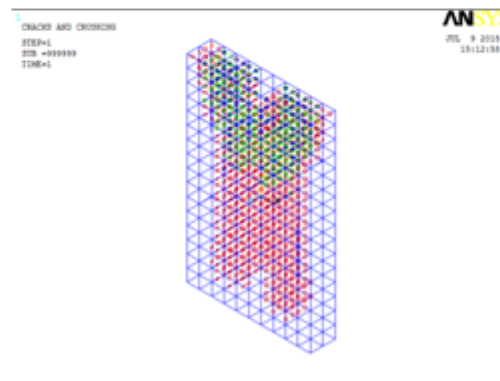 1
CRACKS AND CRUSHING
STEP=1
SUB =999999
TIME=1
ANSYS
JUL 9 2015
15:12:58